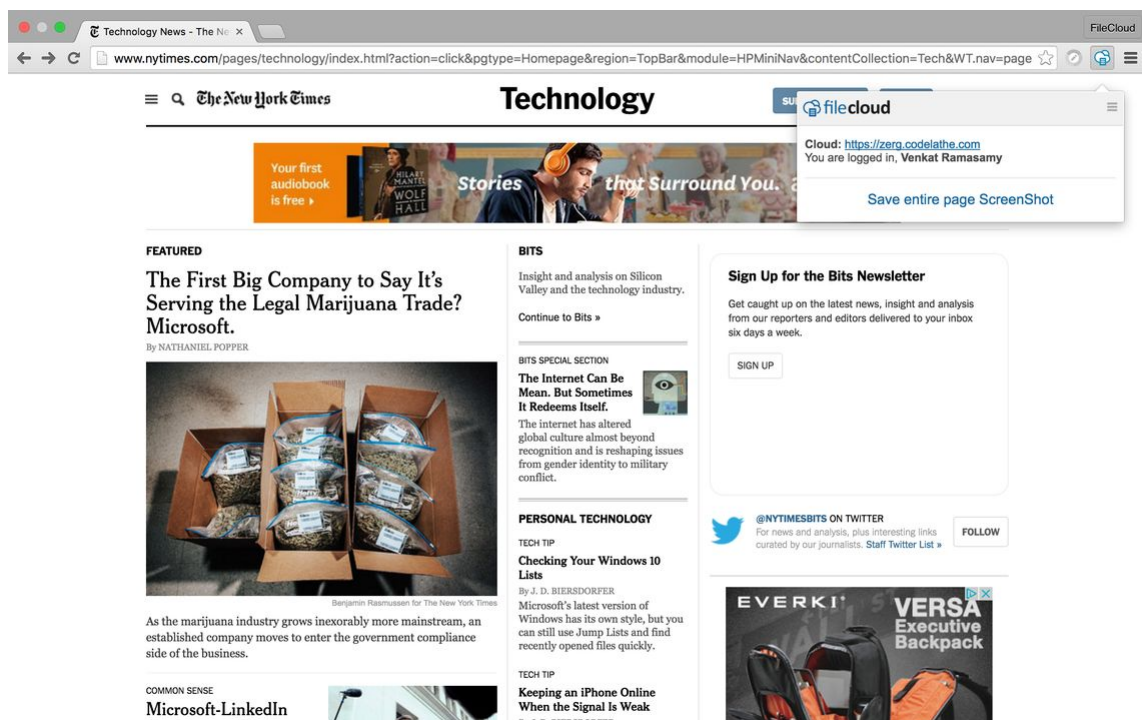 Technology News - The Ne
FileCloud
www.nytimes.com/pages/technology/index.html?action=click&pgtype=Homepage&region=TopBar&module=HPMiniNav&contentCollection=Tech&WT.nav=page
The New York Times
Technology
SU
filecloud
Cloud: https://zerg.codelathe.com
You are logged in, Venkat Ramasamy
Save entire page ScreenShot
Your first
audiobook
is free
HILARY
MANTEL
WOLF
HALL
Stories that Surround You.
FEATURED
The First Big Company to Say It's
Serving the Legal Marijuana Trade?
Microsoft.
By NATHANIEL POPPER
Benjamin Rasmussen for The New York Times
As the marijuana industry grows inexorably more mainstream, an
established company moves to enter the government compliance
side of the business.
COMMON SENSE
Microsoft-LinkedIn
BITS
Insight and analysis on Silicon
Valley and the technology industry.
Continue to Bits »
BITS SPECIAL SECTION
The Internet Can Be
Mean. But Sometimes
It Redeems Itself.
The internet has altered
global culture almost beyond
recognition and is reshaping issues
from gender identity to military
conflict.
PERSONAL TECHNOLOGY
TECH TIP
Checking Your Windows 10
Lists
By J. D. BIERSDORFER
Microsoft's latest version of
Windows has its own style, but you
can still use Jump Lists and find
recently opened files quickly.
TECH TIP
Keeping an iPhone Online
When the Signal Is Weak
Sign Up for the Bits Newsletter
Get caught up on the latest news, insight and analysis
from our reporters and editors delivered to your inbox
six days a week.
SIGN UP
@NYTIMESBITS ON TWITTER
For news and analysis, plus interesting links
curated by our journalists. Staff Twitter List »
FOLLOW
EVERKI
VERSA
Executive
Backpack